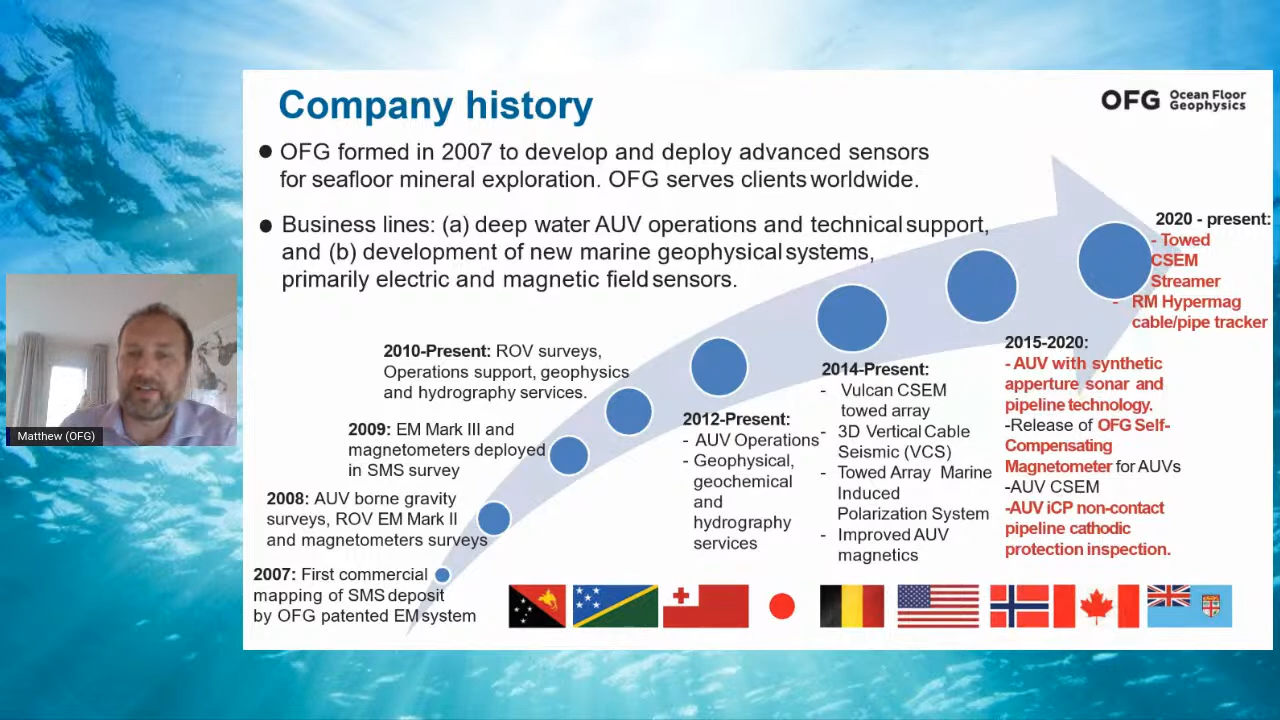 Company history
OFG Ocean Floor
Geophysics
● OFG formed in 2007 to develop and deploy advanced sensors
for seafloor mineral exploration. OFG serves clients worldwide.
● Business lines: (a) deep water AUV operations and technical support,
and (b) development of new marine geophysical systems,
primarily electric and magnetic field sensors.
2020 - present:
- Towed
CSEM
Streamer
- RM Hypermag
cable/pipe tracker
2015-2020:
- AUV with synthetic
apperture sonar and
pipeline technology.
-Release of OFG Self-
Compensating
Magnetometer for AUVs
-AUV CSEM
-AUV iCP non-contact
pipeline cathodic
protection inspection.
2014-Present:
- Vulcan CSEM
towed array
- 3D Vertical Cable
Seismic (VCS)
- Towed Array Marine
Induced
Polarization System
- Improved AUV
magnetics
2012-Present:
- AUV Operations
- Geophysical,
geochemical
and
hydrography
services
2010-Present: ROV surveys,
Operations support, geophysics
and hydrography services.
2009: EM Mark III and
magnetometers deployed
in SMS survey
2008: AUV borne gravity
surveys, ROV EM Mark II
and magnetometers surveys
2007: First commercial
mapping of SMS deposit
by OFG patented EM system
Matthew (OFG)